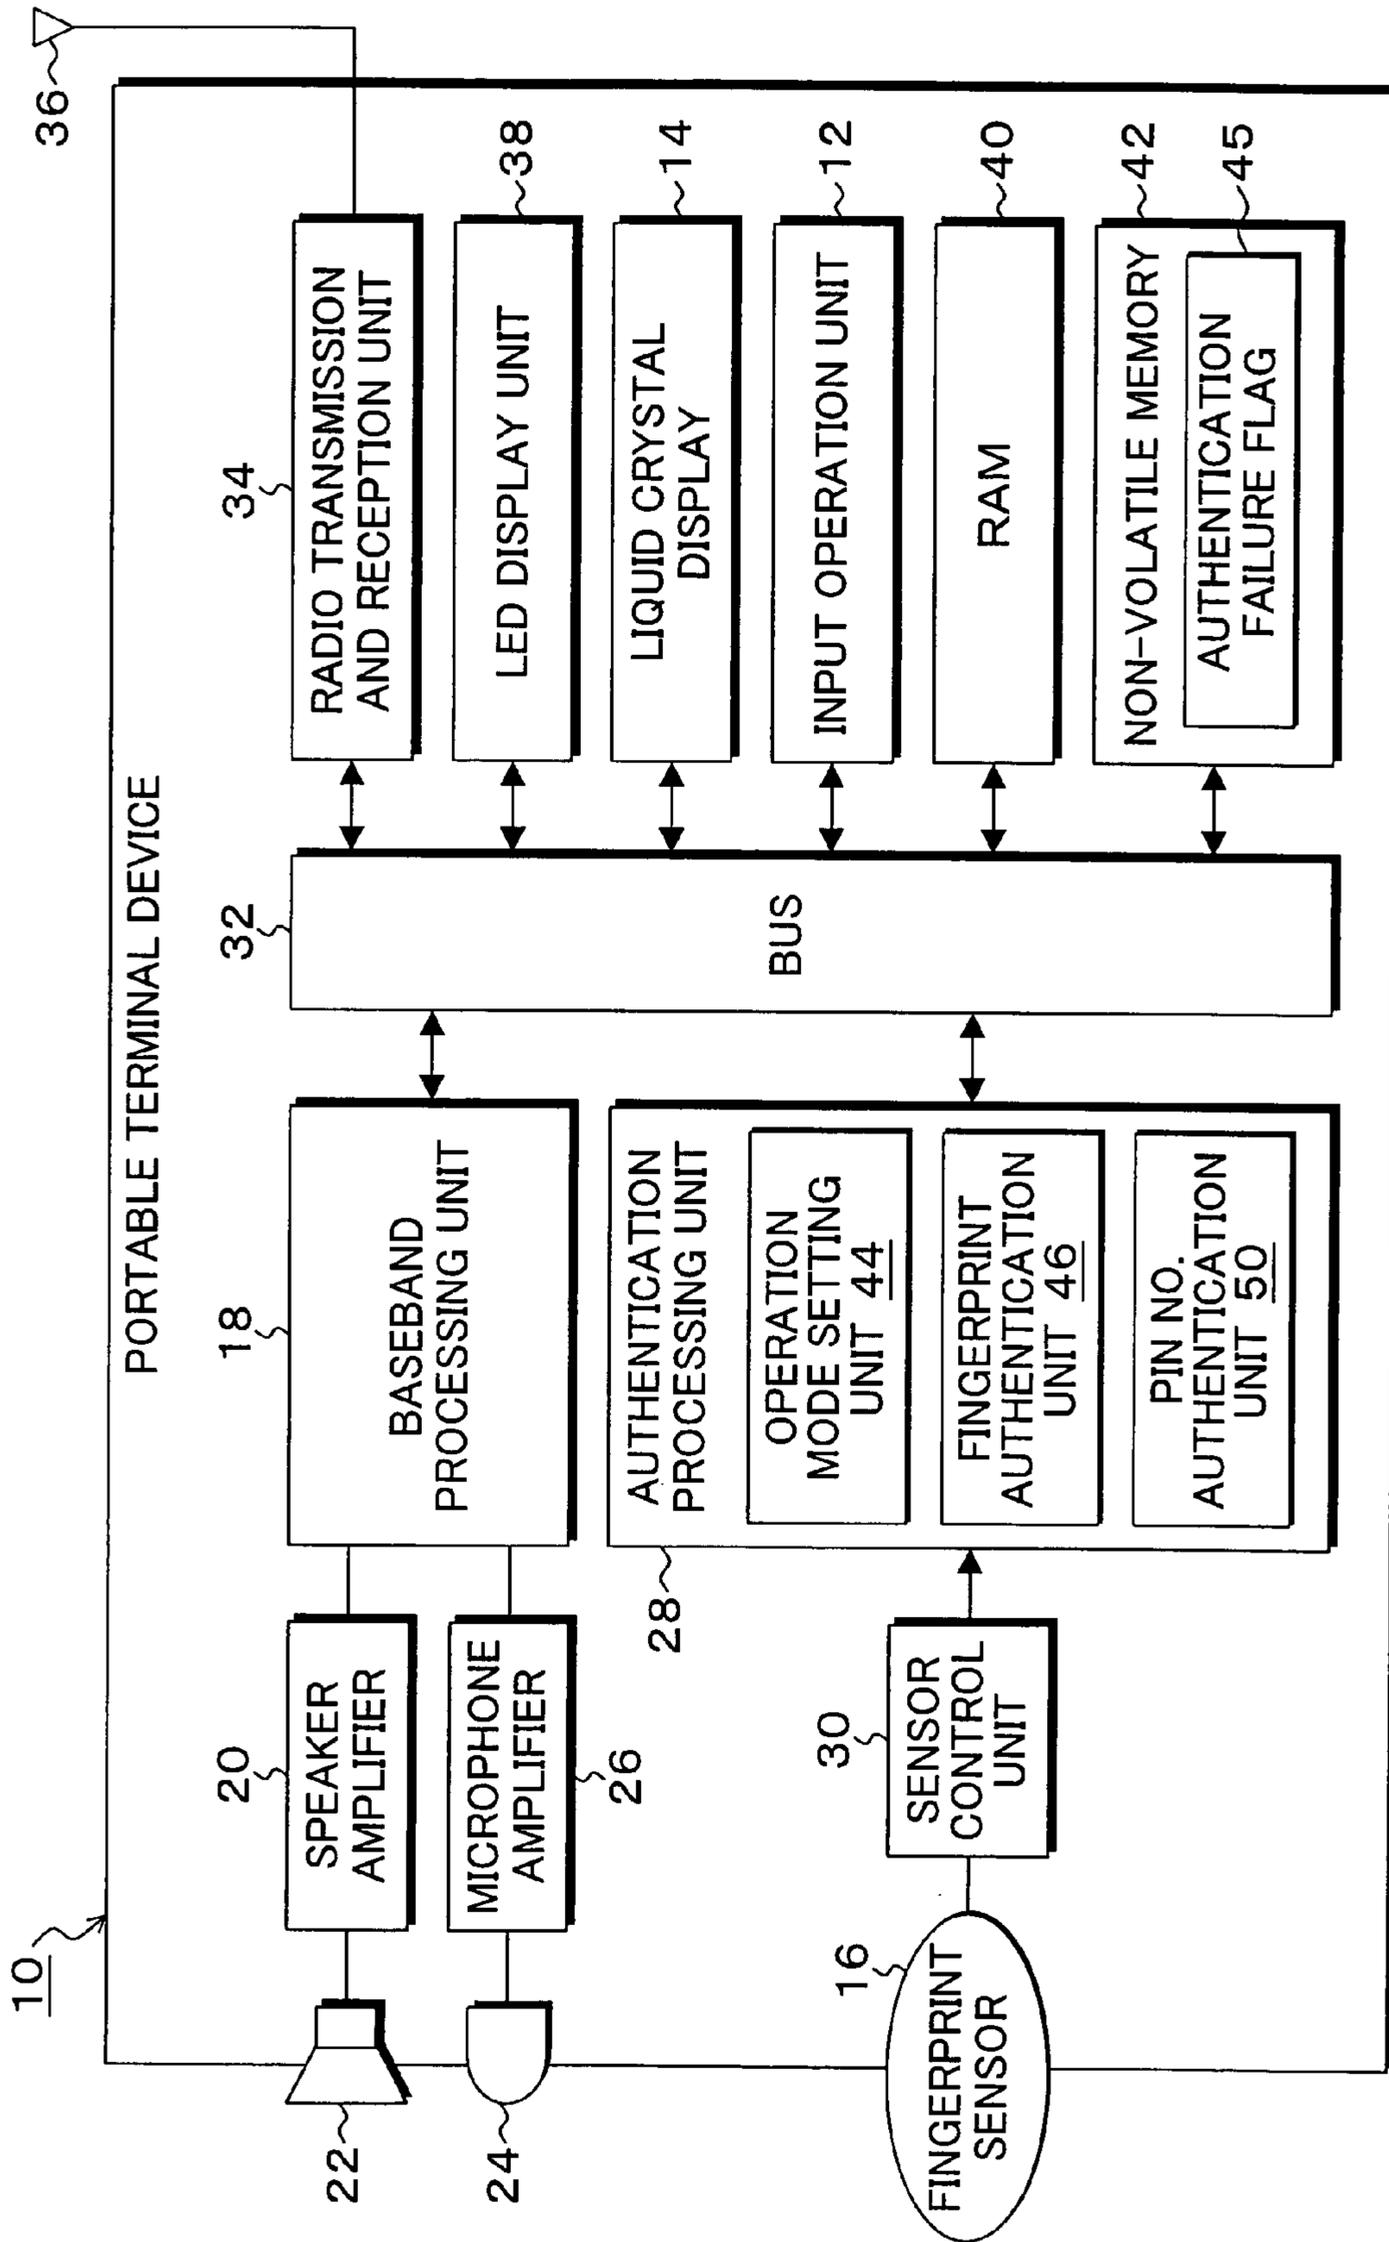 10
PORTABLE TERMINAL DEVICE
36
22
20
SPEAKER
AMPLIFIER
24
MICROPHONE
AMPLIFIER
26
18
BASEBAND
PROCESSING UNIT
16
FINGERPRINT
SENSOR
30
SENSOR
CONTROL
UNIT
28
AUTHENTICATION
PROCESSING UNIT
OPERATION
MODE SETTING
UNIT 44
FINGERPRINT
AUTHENTICATION
UNIT 46
PIN NO.
AUTHENTICATION
UNIT 50
32
BUS
34
RADIO TRANSMISSION
AND RECEPTION UNIT
LED DISPLAY UNIT
38
LIQUID CRYSTAL
DISPLAY
14
INPUT OPERATION UNIT
12
RAM
40
NON-VOLATILE MEMORY
42
AUTHENTICATION
FAILURE FLAG
45